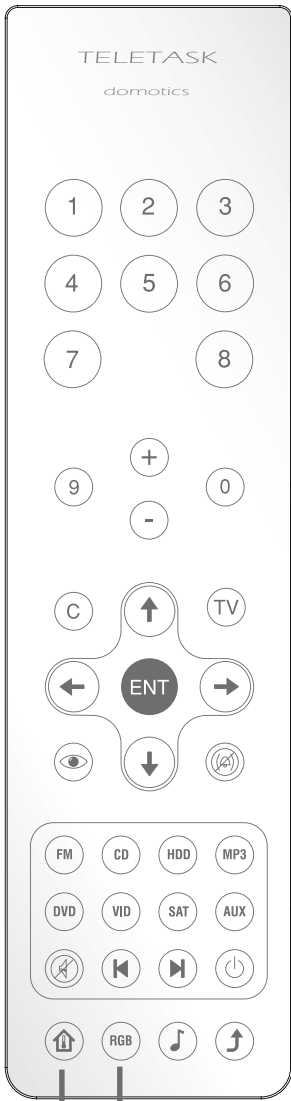 TELETASK
domotics
1 2 3
4 5 6
7 8
+
9 0
-
C TV
ENT
FM CD HDD MP3
DVD VID SAT AUX
RGB